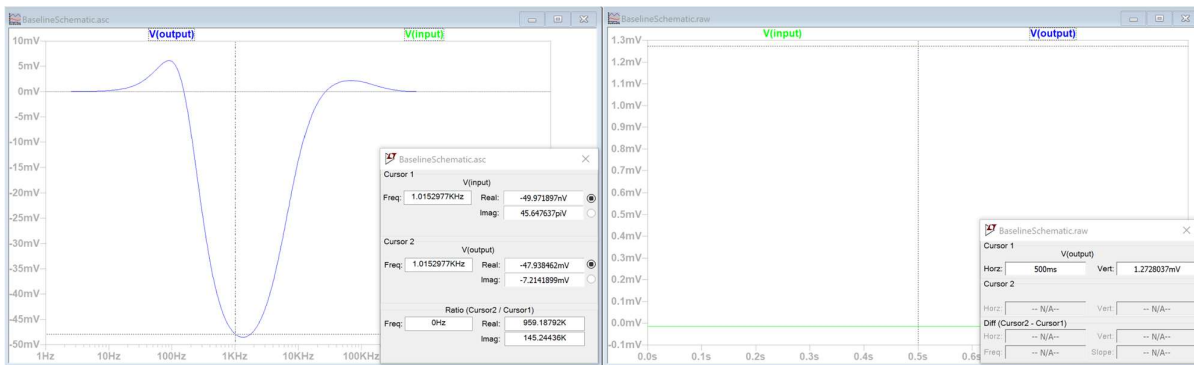 BaselineSchematic.asc
V(output) V(input)
10mV
5mV
0mV
-5mV
-10mV
-15mV
-20mV
-25mV
-30mV
-35mV
-40mV
-45mV
-50mV
1Hz 10Hz 100Hz 1KHz 10KHz 100KHz
BaselineSchematic.asc
Cursor 1
V(input)
Freq: 1.0152977KHz Real: -49.971897nV
Imag: 45.647637piV
Cursor 2
V(output)
Freq: 1.0152977KHz Real: -47.938462mV
Imag: -7.2141899mV
Ratio (Cursor2 / Cursor1)
Freq: 0Hz Real: 959.18792K
Imag: 145.24436K
BaselineSchematic.raw
V(input) V(output)
1.3mV
1.2mV
1.1mV
1.0mV
0.9mV
0.8mV
0.7mV
0.6mV
0.5mV
0.4mV
0.3mV
0.2mV
0.1mV
0.0mV
-0.1mV
0.0s 0.1s 0.2s 0.3s 0.4s 0.5s
BaselineSchematic.raw
Cursor 1
V(output)
Horz: 500ms Vert: 1.2728037mV
Cursor 2
Horz: -- N/A-- Vert: -- N/A--
Diff (Cursor2 - Cursor1)
Horz: -- N/A-- Vert: -- N/A--
Freq: -- N/A-- Slope: -- N/A--